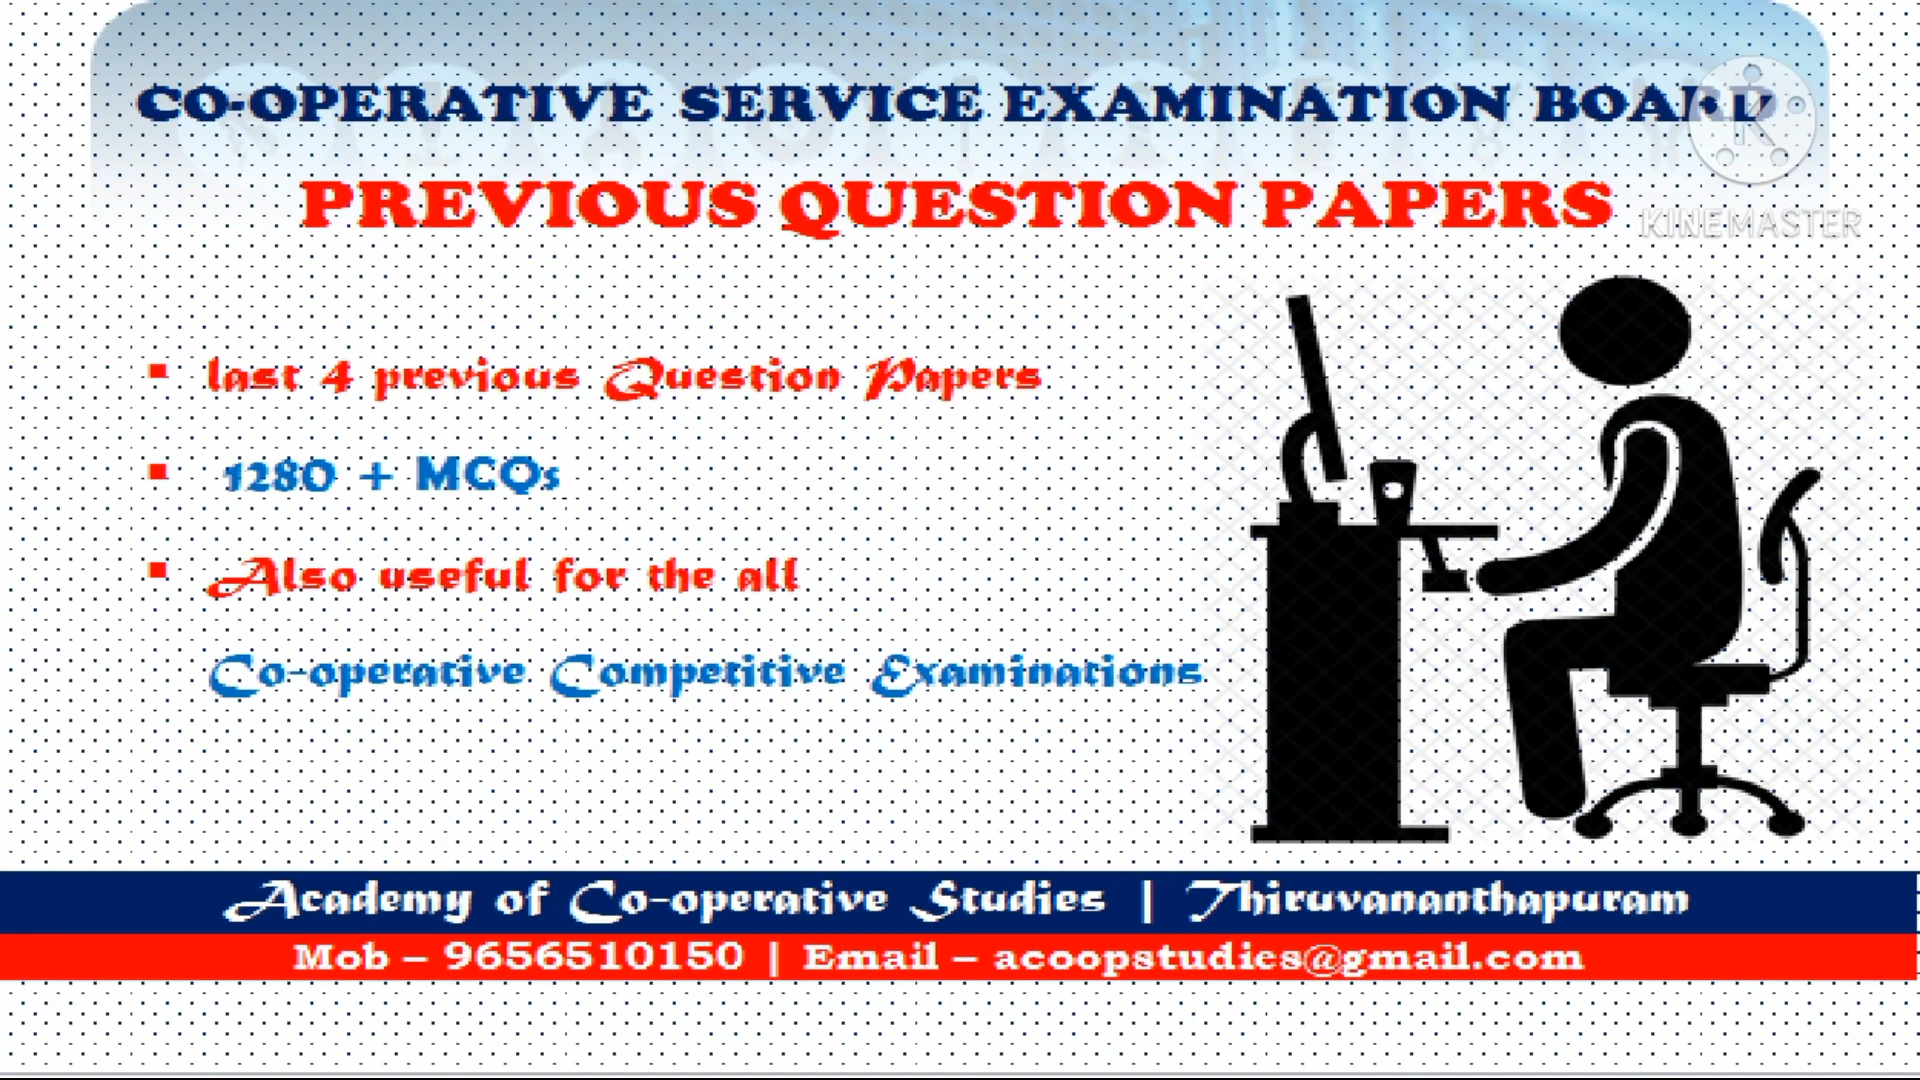 CO-OPERATIVE SERVICE EXAMINATION BOARD
PREVIOUS QUESTION PAPERS
KINEMASTER
▪ last 4 previous Question Papers
▪ 1280 + MCQs
▪ Also useful for the all
Co-operative Competitive Examinations
Academy of Co-operative Studies | Thiruvananthapuram
Mob – 9656510150 | Email – acoopstudies@gmail.com